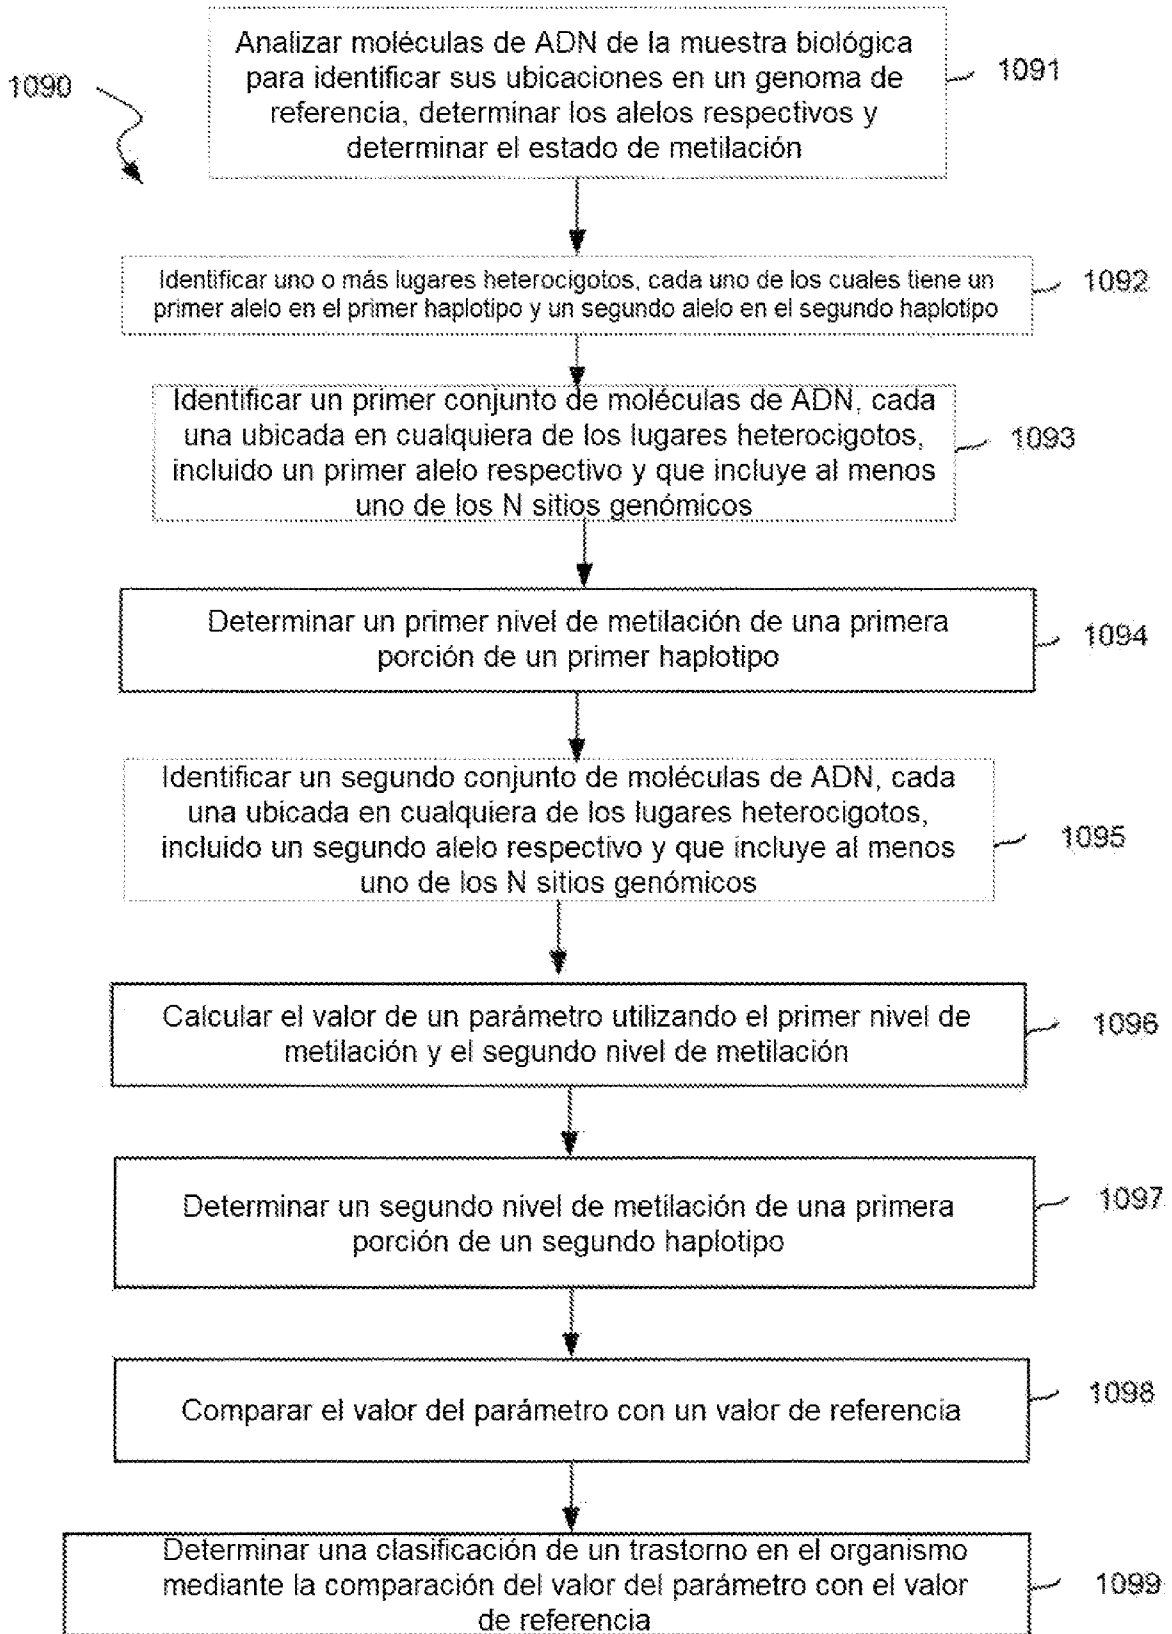 1090
Analizar moléculas de ADN de la muestra biológica
para identificar sus ubicaciones en un genoma de
referencia, determinar los alelos respectivos y
determinar el estado de metilación
1091
Identificar uno o más lugares heterocigotos, cada uno de los cuales tiene un
primer alelo en el primer haplotipo y un segundo alelo en el segundo haplotipo
1092
Identificar un primer conjunto de moléculas de ADN, cada
una ubicada en cualquiera de los lugares heterocigotos,
incluido un primer alelo respectivo y que incluye al menos
uno de los N sitios genómicos
1093
Determinar un primer nivel de metilación de una primera
porción de un primer haplotipo
1094
Identificar un segundo conjunto de moléculas de ADN, cada
una ubicada en cualquiera de los lugares heterocigotos,
incluido un segundo alelo respectivo y que incluye al menos
uno de los N sitios genómicos
1095
Calcular el valor de un parámetro utilizando el primer nivel de
metilación y el segundo nivel de metilación
1096
Determinar un segundo nivel de metilación de una primera
porción de un segundo haplotipo
1097
Comparar el valor del parámetro con un valor de referencia
1098
Determinar una clasificación de un trastorno en el organismo
mediante la comparación del valor del parámetro con el valor
de referencia
1099